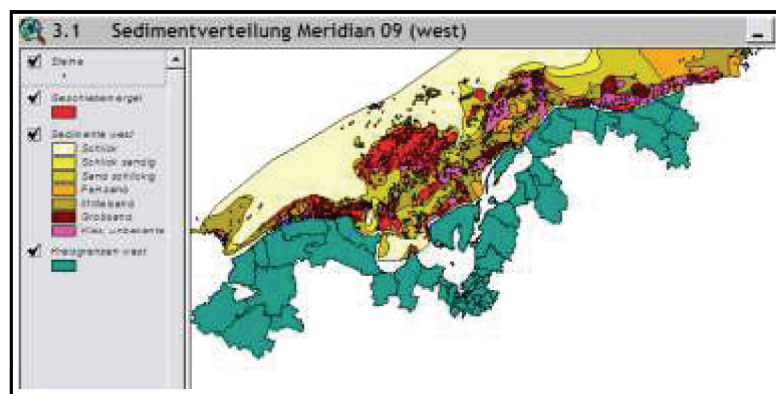 3.1 Sedimentverteilung Meridian 09 (west)
Steine
Geschiebemergel
Sedimente west
Schlick
Schlick sandig
Sand schlickig
Feinsand
Mittelsand
Grobsand
Kies, unbekannte
Kreisgrenzen west